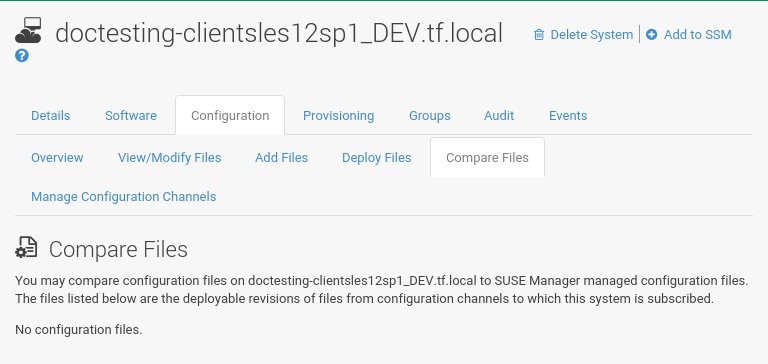 doctesting-clientsles12sp1_DEV.tf.local
Delete System | Add to SSM
?
Details Software Configuration Provisioning Groups Audit Events
Overview View/Modify Files Add Files Deploy Files Compare Files
Manage Configuration Channels
Compare Files
You may compare configuration files on doctesting-clientsles12sp1_DEV.tf.local to SUSE Manager managed configuration files.
The files listed below are the deployable revisions of files from configuration channels to which this system is subscribed.
No configuration files.